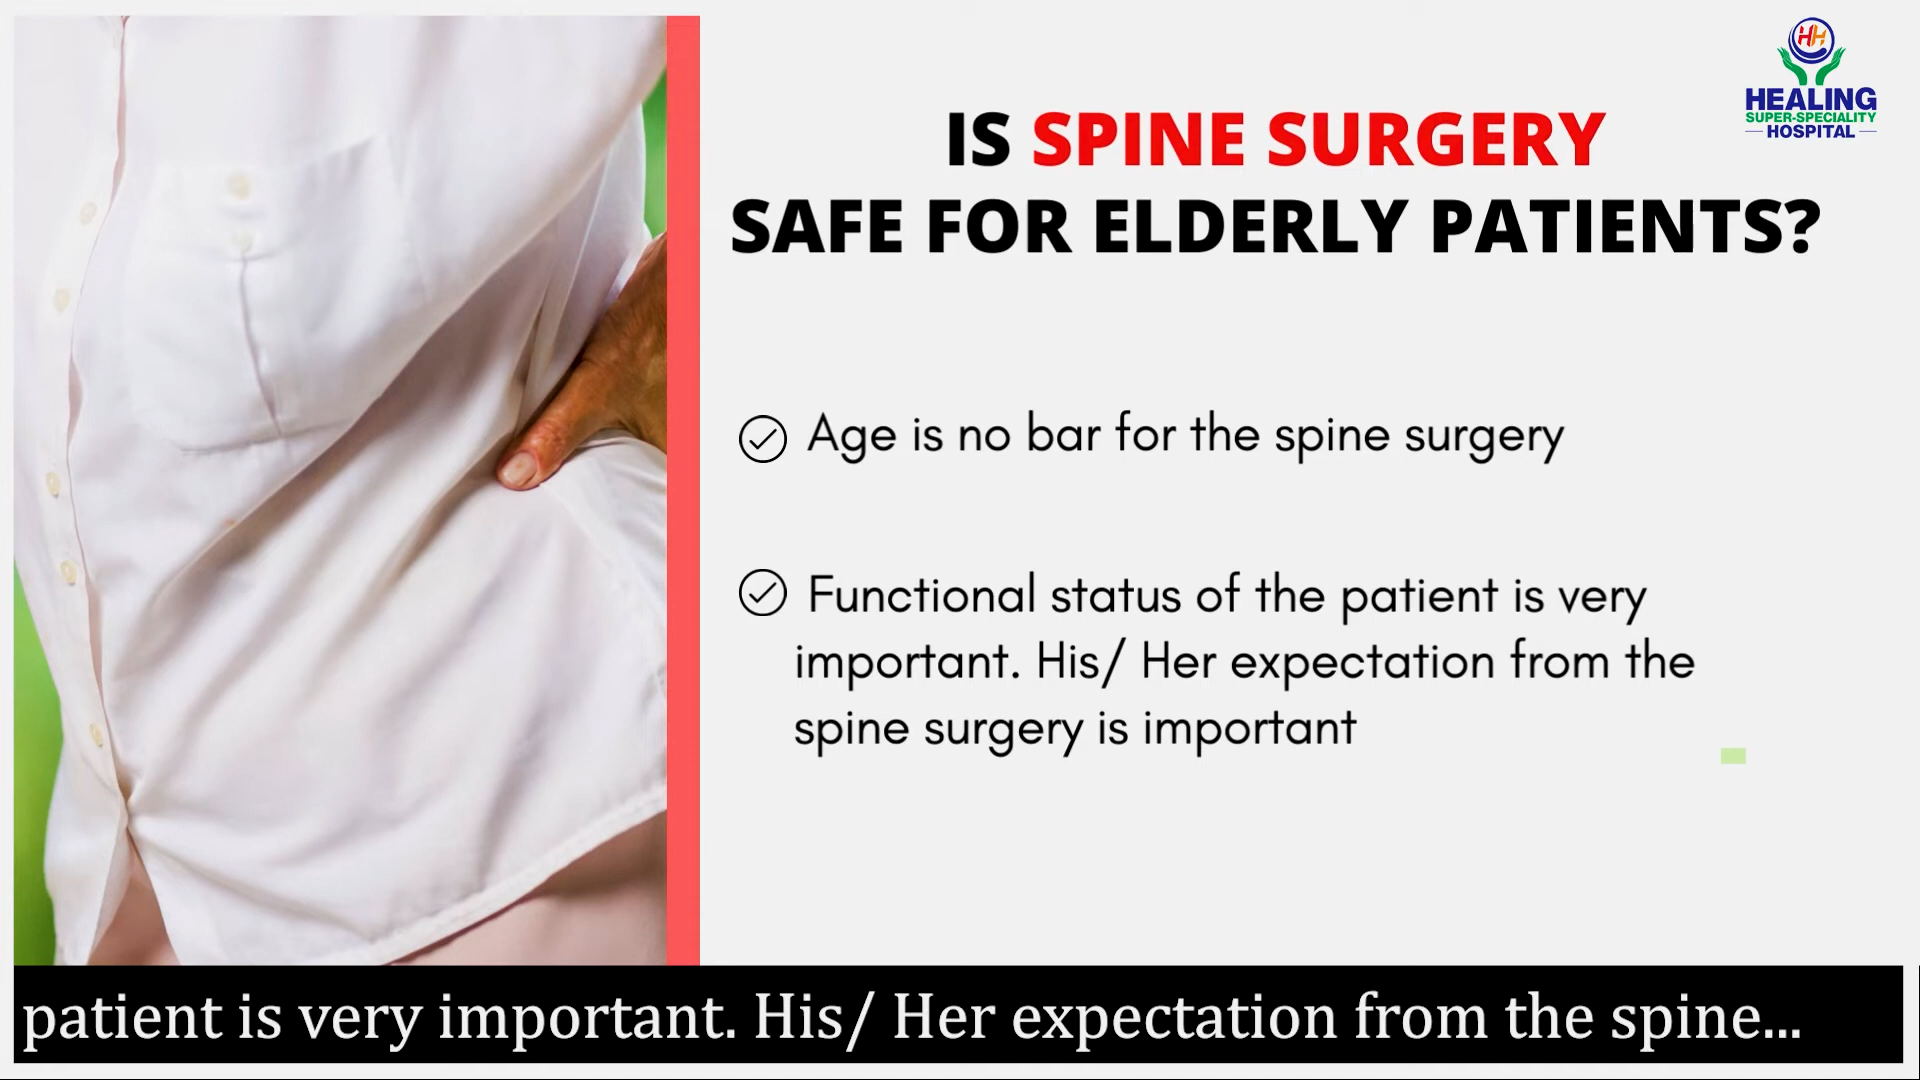 HH
HEALING
SUPER-SPECIALITY
HOSPITAL
IS SPINE SURGERY
SAFE FOR ELDERLY PATIENTS?
Age is no bar for the spine surgery
Functional status of the patient is very
important. His/ Her expectation from the
spine surgery is important
patient is very important. His/ Her expectation from the spine...